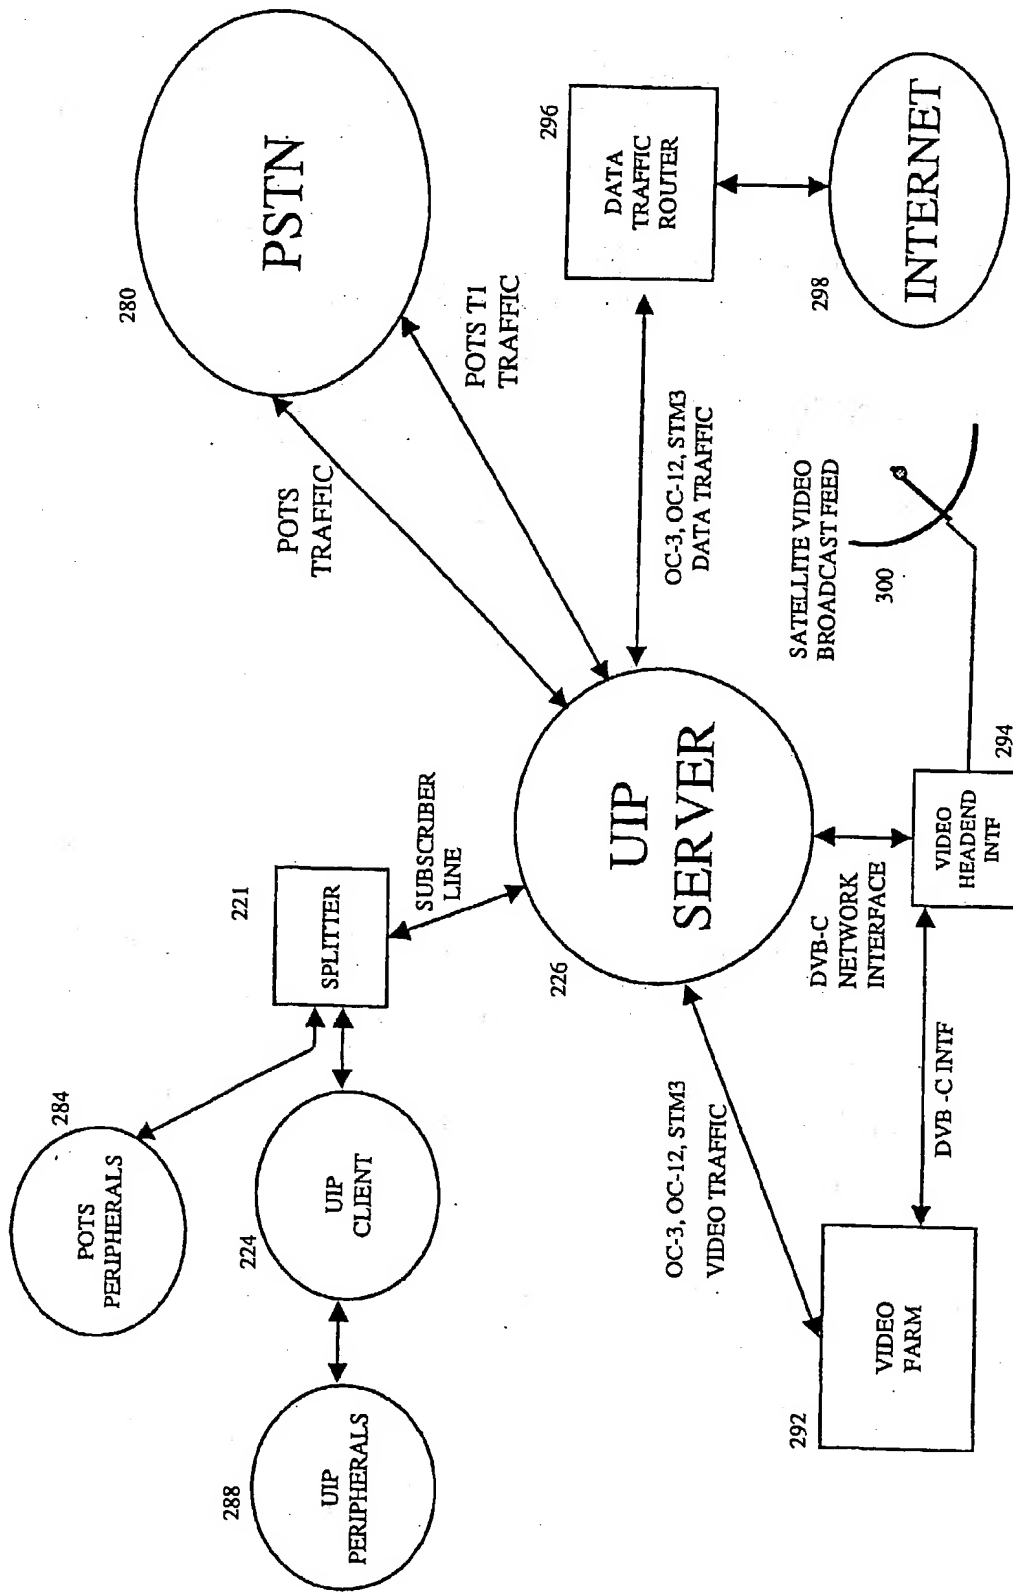 288
UIP
PERIPHERALS
284
POTS
PERIPHERALS
224
UIP
CLIENT
221
SPLITTER
SUBSCRIBER
LINE
POTS
TRAFFIC
280
PSTN
POTS T1
TRAFFIC
226
UIP
SERVER
OC-3, OC-12, STM3
DATA TRAFFIC
296
DATA
TRAFFIC
ROUTER
298
INTERNET
OC-3, OC-12, STM3
VIDEO TRAFFIC
292
VIDEO
FARM
DVB -C INTF
DVB-C
NETWORK
INTERFACE
VIDEO
HEADEND
INTF
294
SATELLITE VIDEO
BROADCAST FEED
300